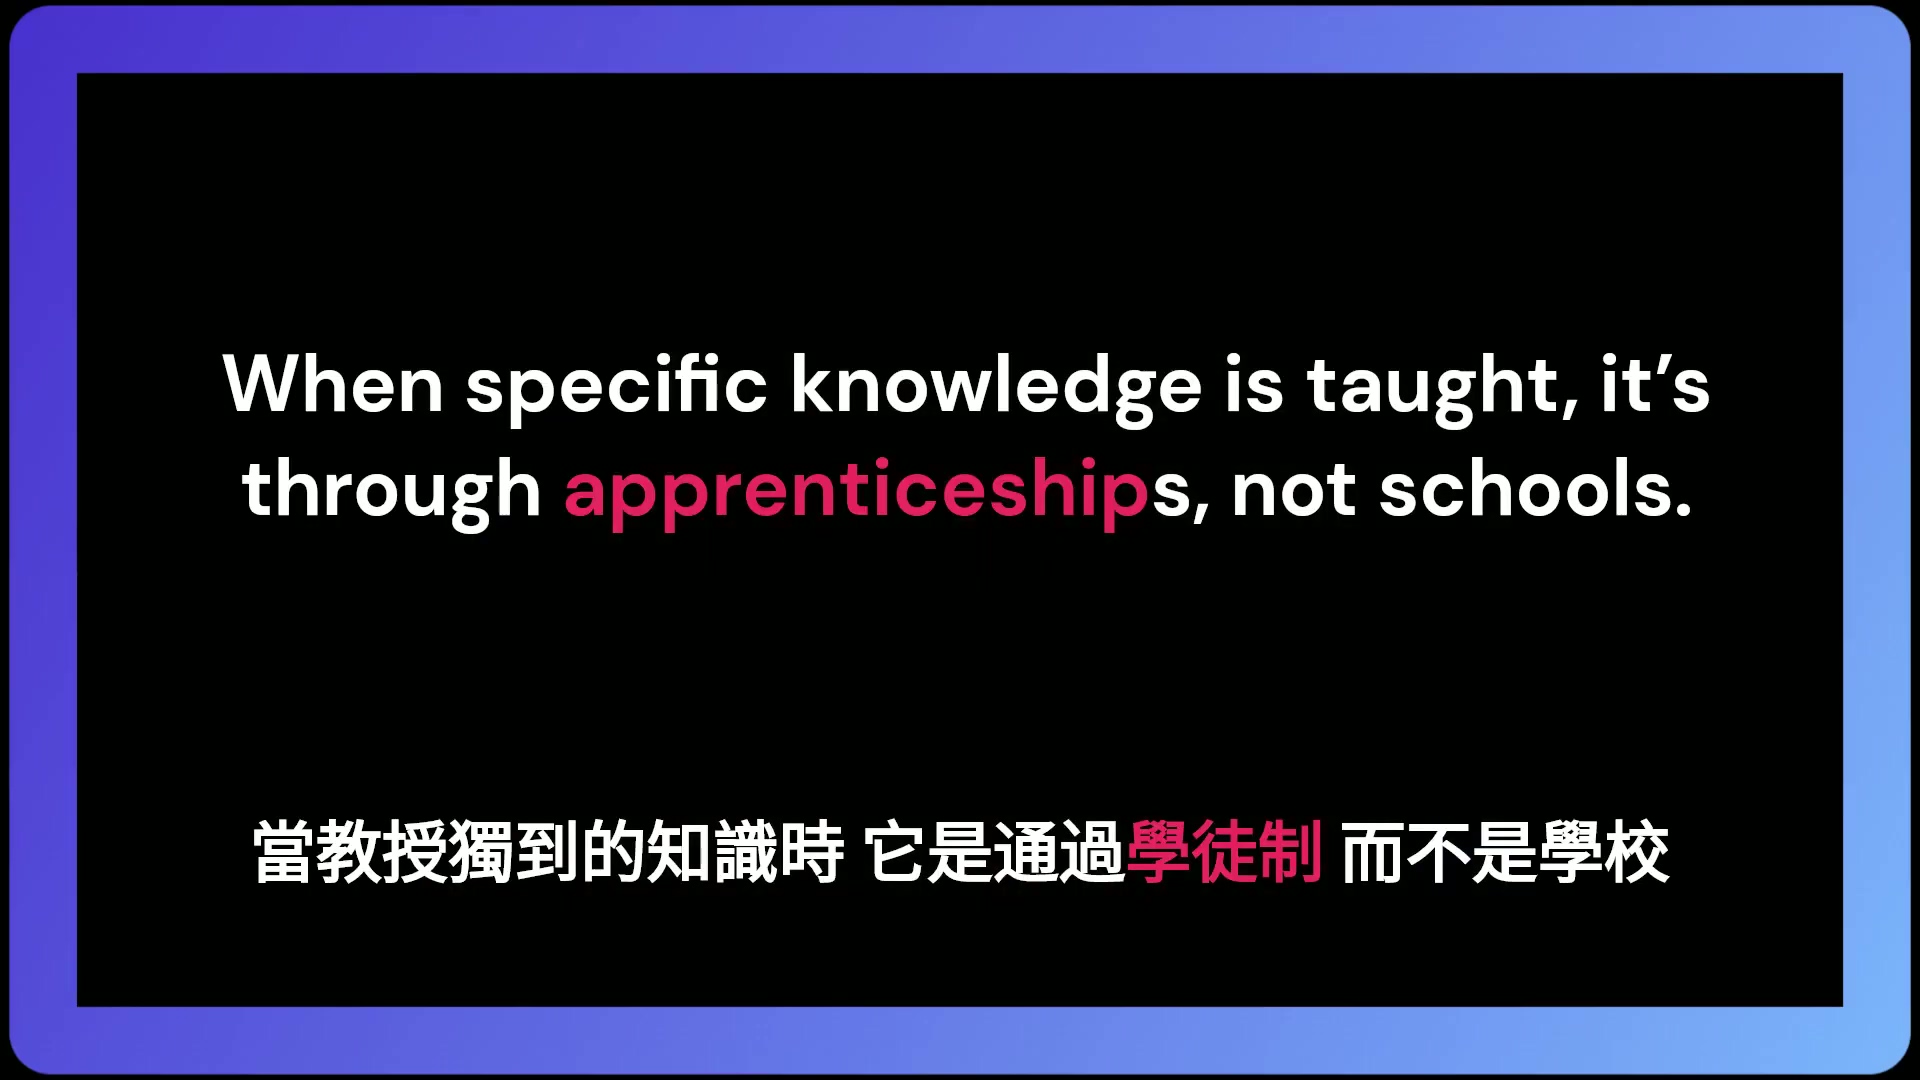 When specific knowledge is taught, it’s
through apprenticeships, not schools.
當教授獨到的知識時 它是通過學徒制 而不是學校